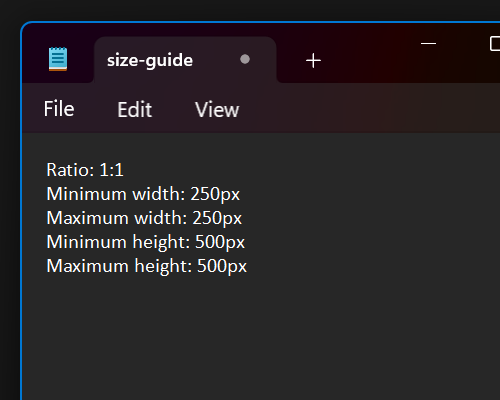 size-guide
File Edit View
Ratio: 1:1
Minimum width: 250px
Maximum width: 250px
Minimum height: 500px
Maximum height: 500px